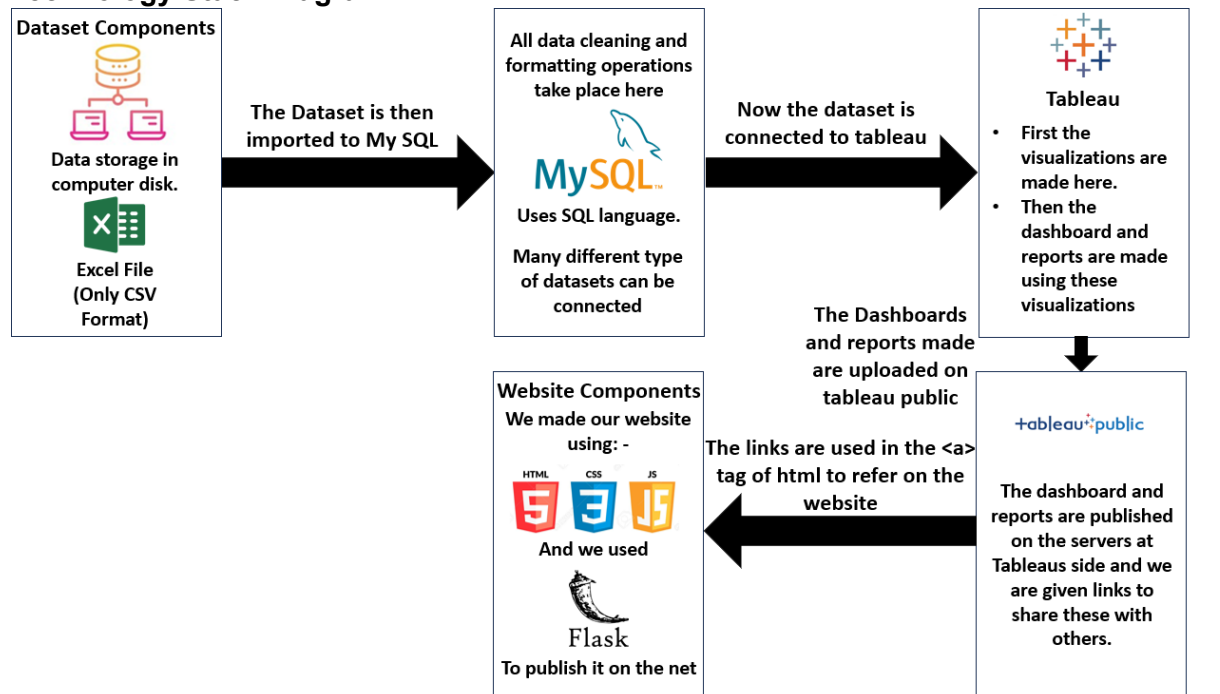 Dataset Components
Data storage in
computer disk.
Excel File
(Only CSV
Format)
The Dataset is then
imported to My SQL
All data cleaning and
formatting operations
take place here
MySQL™
Uses SQL language.
Many different type
of datasets can be
connected
Now the dataset is
connected to tableau
Tableau
• First the
visualizations are
made here.
• Then the
dashboard and
reports are made
using these
visualizations
The Dashboards
and reports made
are uploaded on
tableau public
+ableau public
The dashboard and
reports are published
on the servers at
Tableaus side and we
are given links to
share these with
others.
The links are used in the <a>
tag of html to refer on the
website
Website Components
We made our website
using: -
HTML CSS JS
5 3 JS
And we used
Flask
To publish it on the net